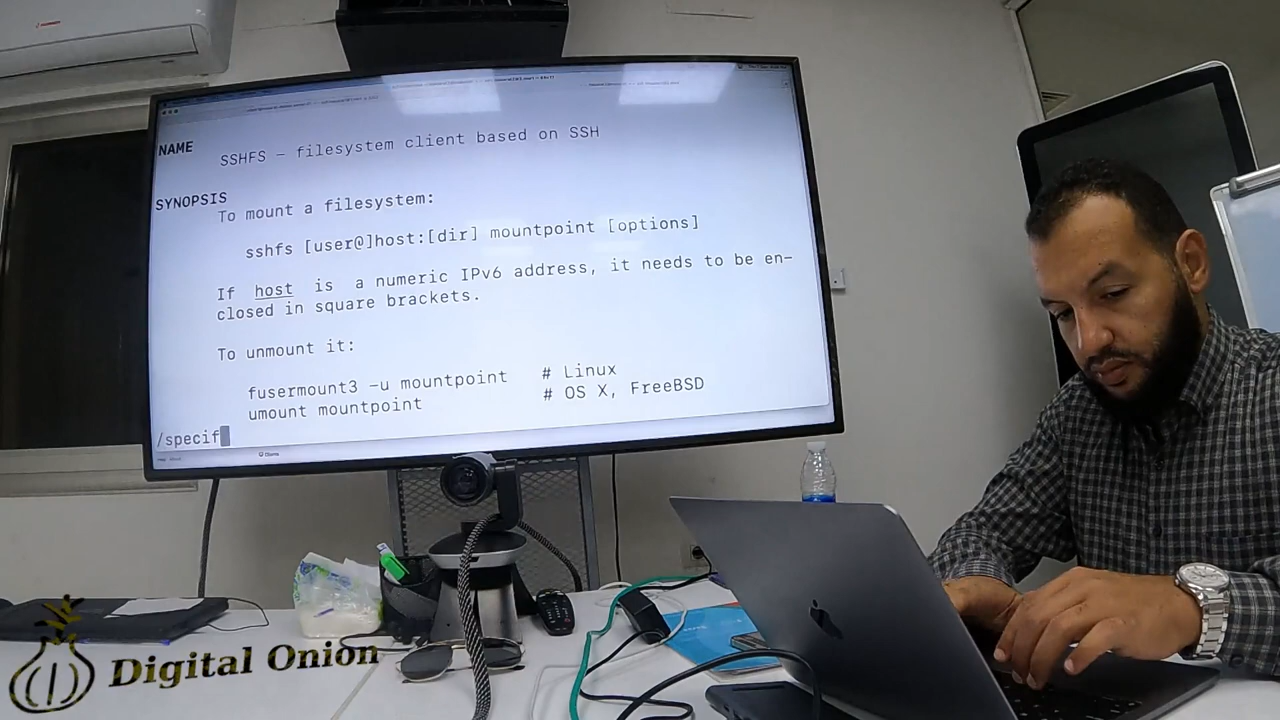 NAME
SSHFS – filesystem client based on SSH
SYNOPSIS
To mount a filesystem:
sshfs [user@]host:[dir] mountpoint [options]
If host is a numeric IPv6 address, it needs to be en–
closed in square brackets.
To unmount it:
fusermount3 –u mountpoint # Linux
umount mountpoint # OS X, FreeBSD
/specif
Digital Onion